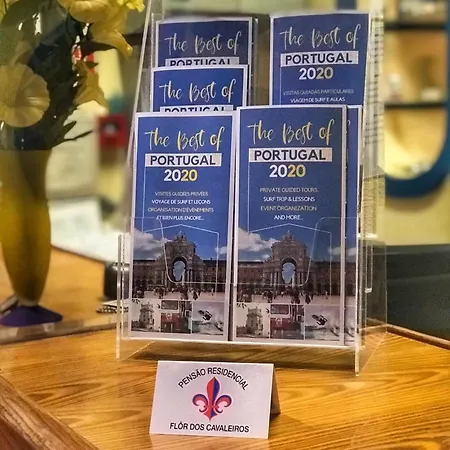 The Best of
PORTUGAL
The Best of
PORTUGAL
2020
VISITAS GUIADAS PARTICULARES
VIAGEM DE SURF E AULAS
The Best of
The Best of
PORTUGAL
2020
VISITES GUIDÉES PRIVÉES
VOYAGE DE SURF ET LEÇONS
ORGANISATION D'ÉVÉNEMENTS
ET BIEN PLUS ENCORE...
The Best of
PORTUGAL
2020
PRIVATE GUIDED TOURS
SURF TRIP & LESSONS
EVENT ORGANIZATION
AND MORE...
PENSÃO RESIDENCIAL
FLÔR DOS CAVALEIROS